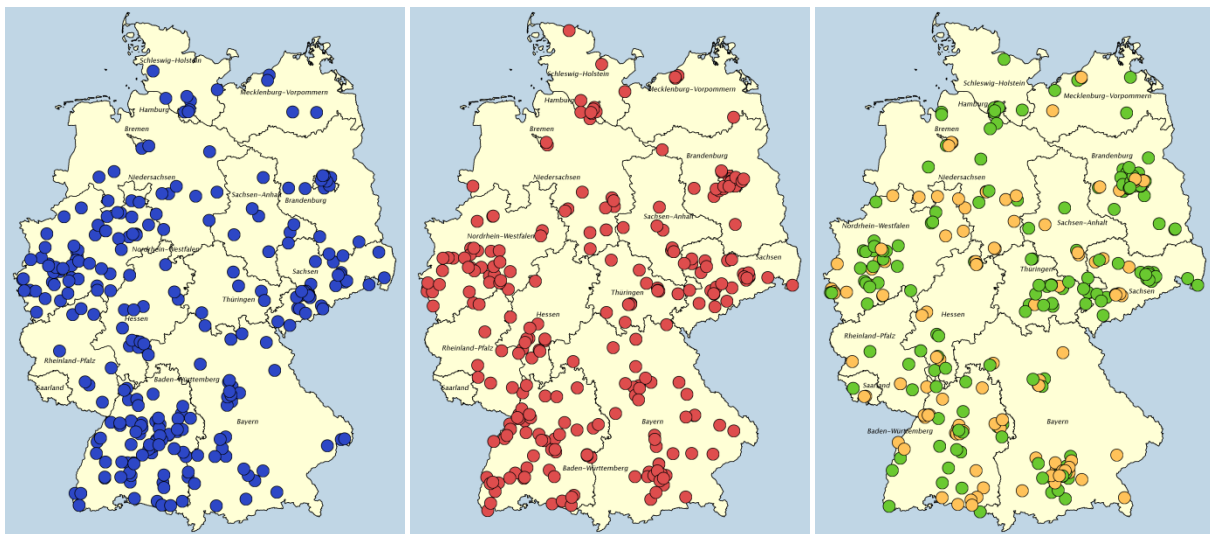 Schleswig-Holstein
Mecklenburg-Vorpommern
Hamburg
Bremen
Niedersachsen
Sachsen-Anhalt
Brandenburg
Nordrhein-Westfalen
Sachsen
Thüringen
Hessen
Rheinland-Pfalz
Baden-Württemberg
Saarland
Bayern
Schleswig-Holstein
Mecklenburg-Vorpommern
Hamburg
Bremen
Brandenburg
Niedersachsen
Sachsen-Anhalt
Nordrhein-Westfalen
Sachsen
Thüringen
Hessen
Rheinland-Pfalz
Saarland
Bayern
Baden-Württemberg
Schleswig-Holstein
Mecklenburg-Vorpommern
Hamburg
Bremen
Brandenburg
Niedersachsen
Sachsen-Anhalt
Nordrhein-Westfalen
Thüringen
Sachsen
Hessen
Rheinland-Pfalz
Saarland
Bayern
Baden-Württemberg